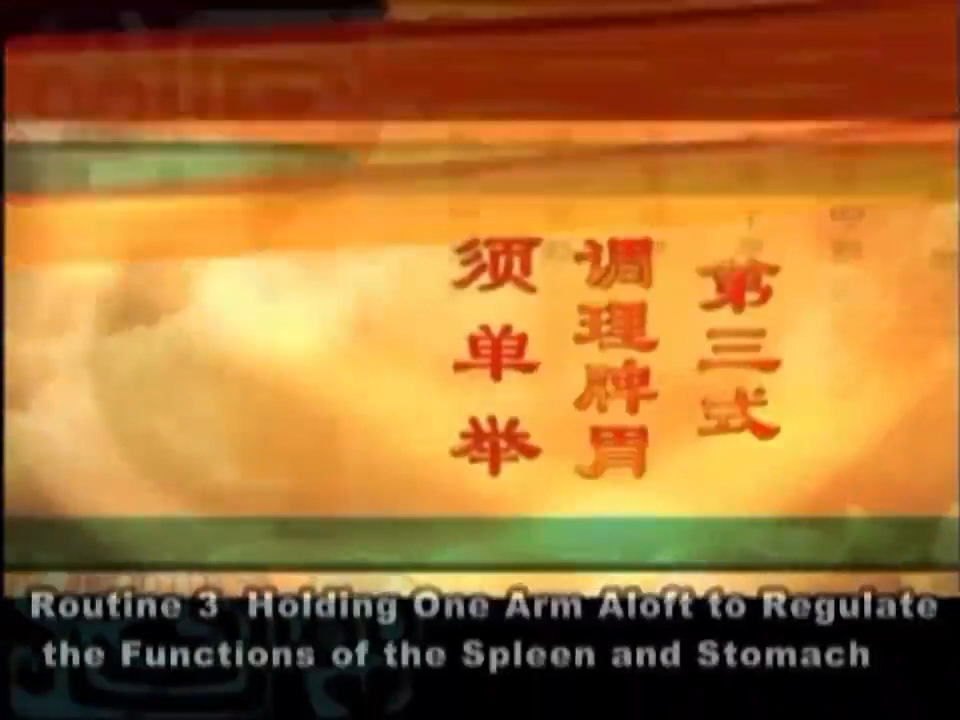 第三式
调理脾胃
须单举
Routine 3 Holding One Arm Aloft to Regulate
the Functions of the Spleen and Stomach